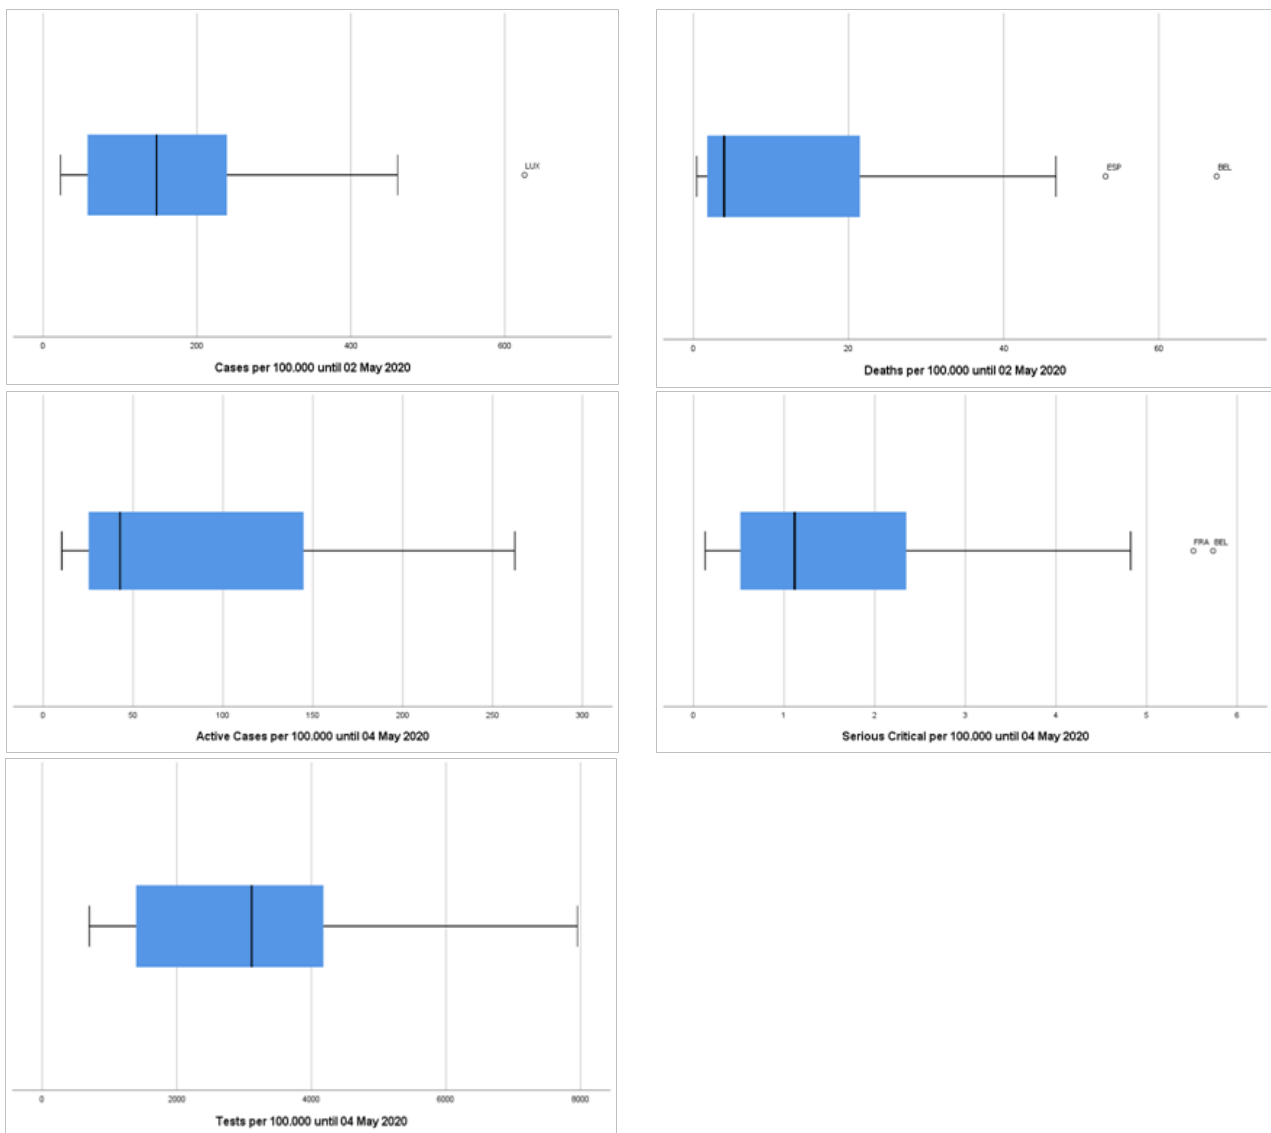 LUX
0 200 400 600
Cases per 100.000 until 02 May 2020
ESP BEL
0 20 40 60
Deaths per 100.000 until 02 May 2020
0 50 100 150 200 250 300
Active Cases per 100.000 until 04 May 2020
FRA BEL
0 1 2 3 4 5 6
Serious Critical per 100.000 until 04 May 2020
0 2000 4000 6000 8000
Tests per 100.000 until 04 May 2020